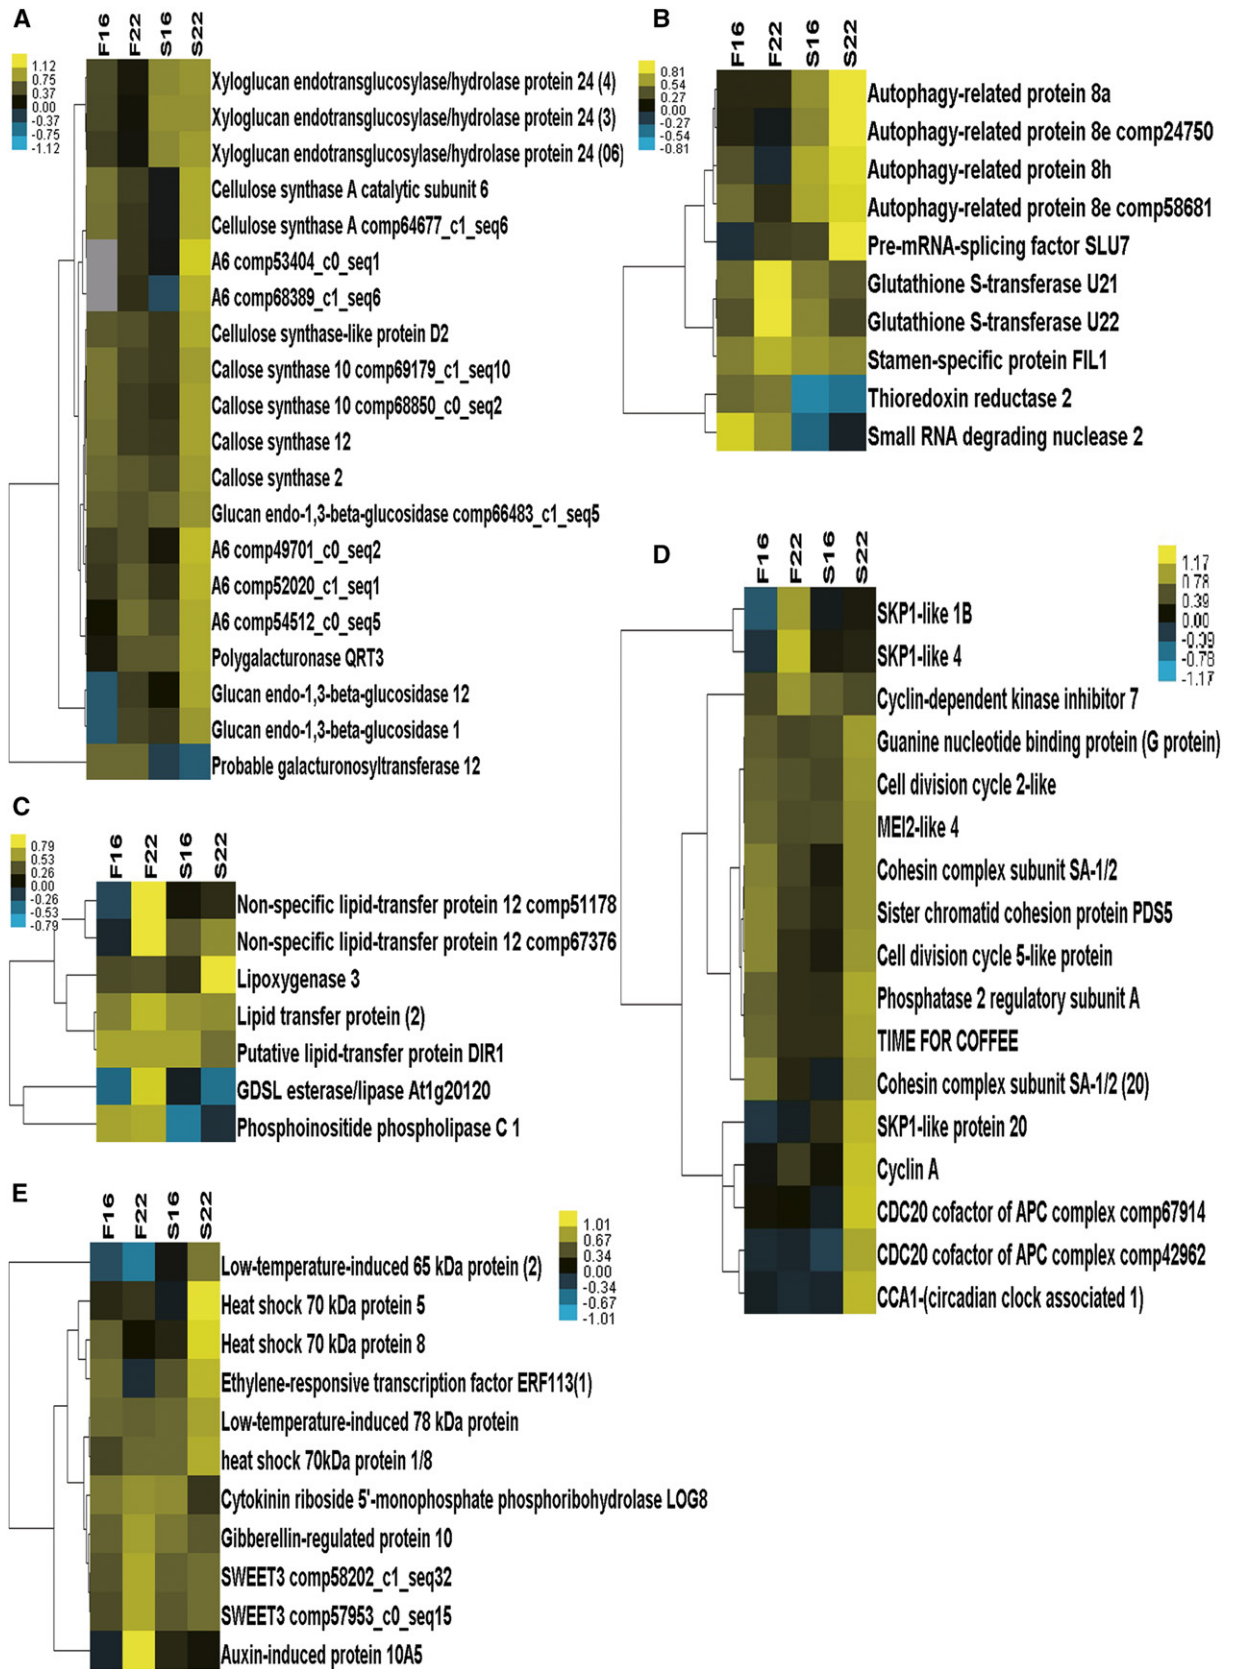 A
F16 F22 S16 S22
1.12
0.75
0.37
0.00
-0.37
-0.75
-1.12
Xyloglucan endotransglucosylase/hydrolase protein 24 (4)
Xyloglucan endotransglucosylase/hydrolase protein 24 (3)
Xyloglucan endotransglucosylase/hydrolase protein 24 (06)
Cellulose synthase A catalytic subunit 6
Cellulose synthase A comp64677_c1_seq6
A6 comp53404_c0_seq1
A6 comp68389_c1_seq6
Cellulose synthase-like protein D2
Callose synthase 10 comp69179_c1_seq10
Callose synthase 10 comp68850_c0_seq2
Callose synthase 12
Callose synthase 2
Glucan endo-1,3-beta-glucosidase comp66483_c1_seq5
A6 comp49701_c0_seq2
A6 comp52020_c1_seq1
A6 comp54512_c0_seq5
Polygalacturonase QRT3
Glucan endo-1,3-beta-glucosidase 12
Glucan endo-1,3-beta-glucosidase 1
Probable galacturonosyltransferase 12
B
F16 F22 S16 S22
0.81
0.54
0.27
0.00
-0.27
-0.54
-0.81
Autophagy-related protein 8a
Autophagy-related protein 8e comp24750
Autophagy-related protein 8h
Autophagy-related protein 8e comp58681
Pre-mRNA-splicing factor SLU7
Glutathione S-transferase U21
Glutathione S-transferase U22
Stamen-specific protein FIL1
Thioredoxin reductase 2
Small RNA degrading nuclease 2
C
F16 F22 S16 S22
0.79
0.53
0.26
0.00
-0.26
-0.53
-0.79
Non-specific lipid-transfer protein 12 comp51178
Non-specific lipid-transfer protein 12 comp67376
Lipoxygenase 3
Lipid transfer protein (2)
Putative lipid-transfer protein DIR1
GDSL esterase/lipase At1g20120
Phosphoinositide phospholipase C 1
D
F16 F22 S16 S22
1.17
0.78
0.39
0.00
-0.39
-0.78
-1.17
SKP1-like 1B
SKP1-like 4
Cyclin-dependent kinase inhibitor 7
Guanine nucleotide binding protein (G protein)
Cell division cycle 2-like
MEI2-like 4
Cohesin complex subunit SA-1/2
Sister chromatid cohesion protein PDS5
Cell division cycle 5-like protein
Phosphatase 2 regulatory subunit A
TIME FOR COFFEE
Cohesin complex subunit SA-1/2 (20)
SKP1-like protein 20
Cyclin A
CDC20 cofactor of APC complex comp67914
CDC20 cofactor of APC complex comp42962
CCA1-(circadian clock associated 1)
E
F16 F22 S16 S22
1.01
0.67
0.34
0.00
-0.34
-0.67
-1.01
Low-temperature-induced 65 kDa protein (2)
Heat shock 70 kDa protein 5
Heat shock 70 kDa protein 8
Ethylene-responsive transcription factor ERF113(1)
Low-temperature-induced 78 kDa protein
heat shock 70kDa protein 1/8
Cytokinin riboside 5'-monophosphate phosphoribohydrolase LOG8
Gibberellin-regulated protein 10
SWEET3 comp58202_c1_seq32
SWEET3 comp57953_c0_seq15
Auxin-induced protein 10A5